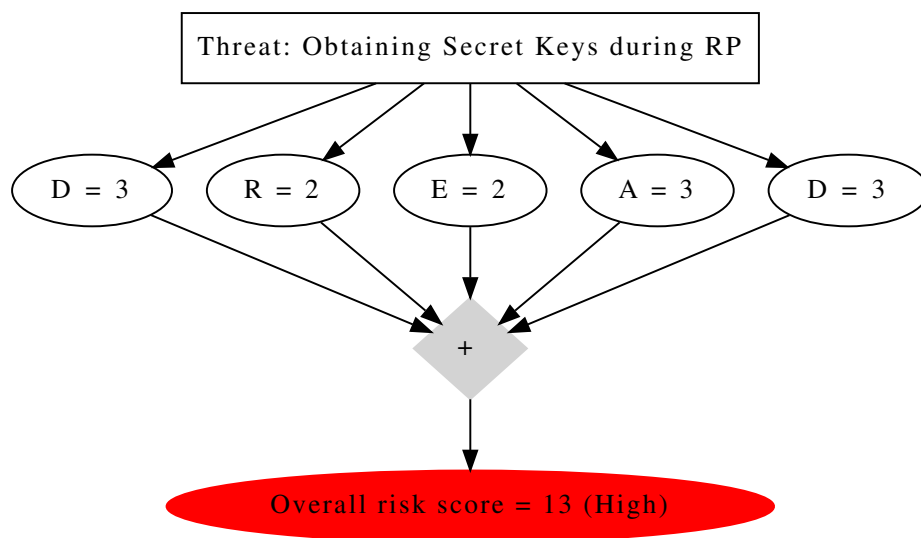 Threat: Obtaining Secret Keys during RP
D = 3
R = 2
E = 2
A = 3
D = 3
+
Overall risk score = 13 (High)